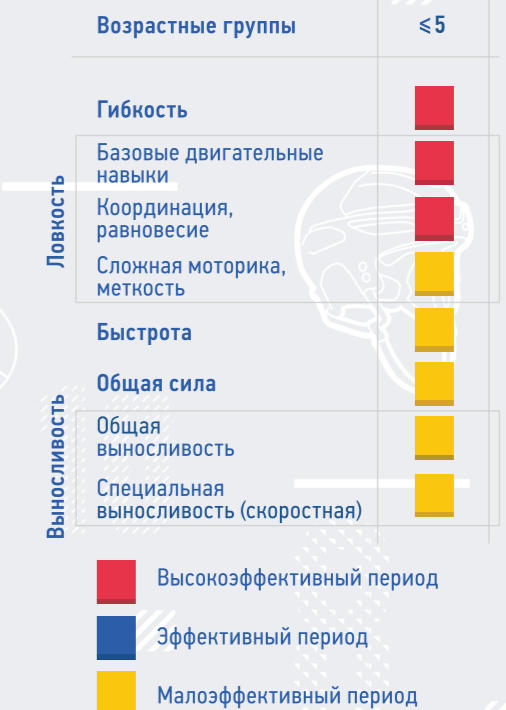 Возрастные группы ⩽5
Гибкость
Ловкость
Базовые двигательные
навыки
Координация,
равновесие
Сложная моторика,
меткость
Быстрота
Общая сила
Выносливость
Общая
выносливость
Специальная
выносливость (скоростная)
Высокоэффективный период
Эффективный период
Малоэффективный период